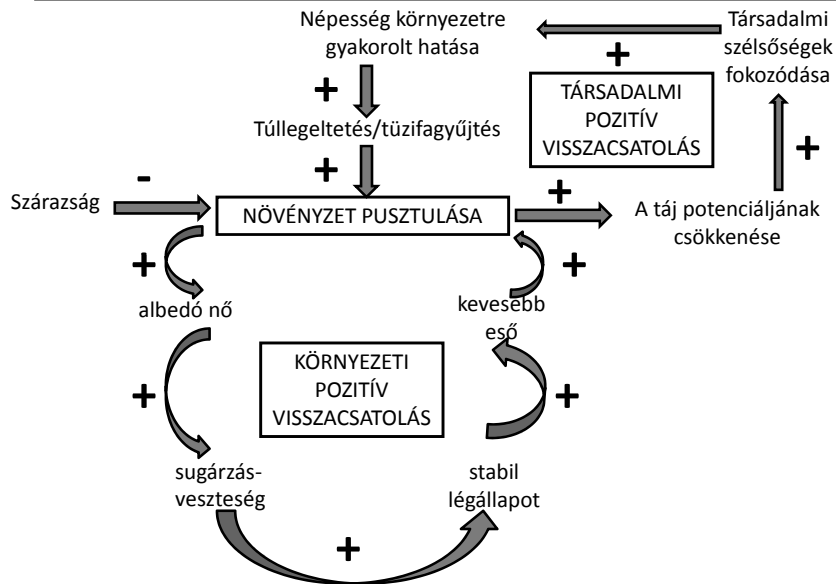 Népesség környezetre
gyakorolt hatása
+
Társadalmi
szélsőségek
fokozódása
+
Túllegeltetés/tüzifagyűjtés
+
TÁRSADALMI
POZITÍV
VISSZACSATOLÁS
+
Szárazság
-
NÖVÉNYZET PUSZTULÁSA
+
A táj potenciáljának
csökkenése
+
albedó nő
+
kevesebb
eső
+
KÖRNYEZETI
POZITÍV
VISSZACSATOLÁS
+
sugárzás-
veszteség
+
stabil
légállapot
+